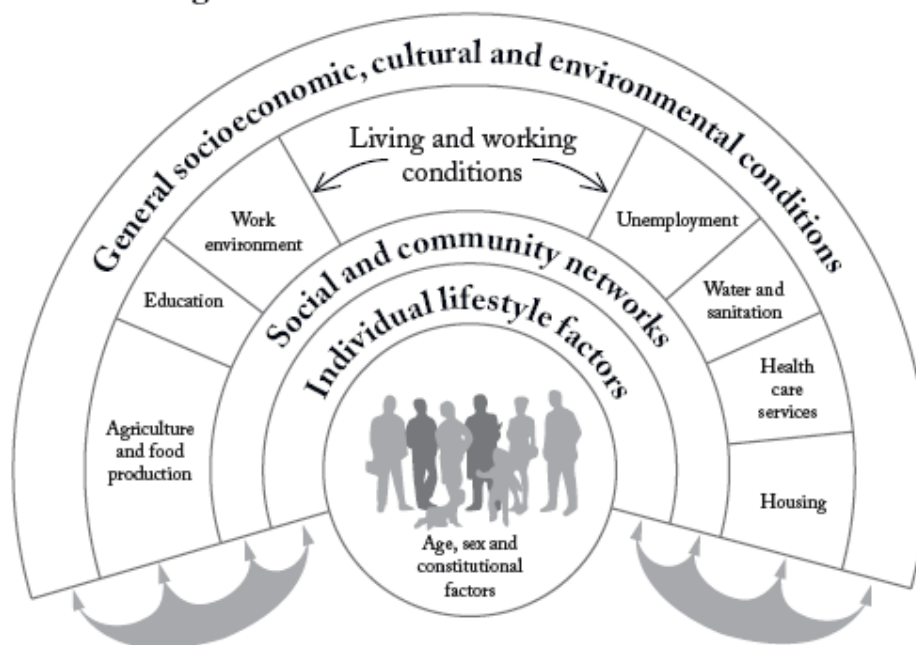 General socioeconomic, cultural and environmental conditions
Living and working
conditions
Work
environment
Unemployment
Education
Water and
sanitation
Agriculture
and food
production
Health
care
services
Housing
Social and community networks
Individual lifestyle factors
Age, sex and
constitutional
factors